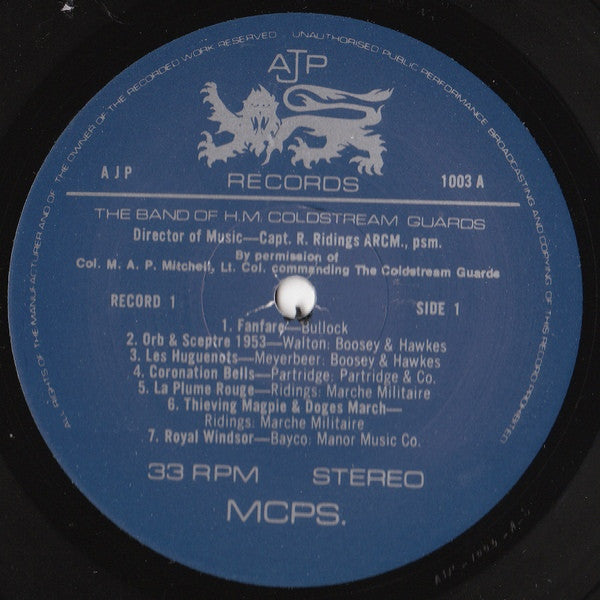 ALL RIGHTS OF THE MANUFACTURER AND OF THE OWNER OF THE RECORDED WORK RESERVED - UNAUTHORISED PUBLIC PERFORMANCE BROADCASTING AND COPYING OF THIS RECORD PROHIBITED
AJP
RECORDS
A J P
1003 A
THE BAND OF H.M. COLDSTREAM GUARDS
Director of Music—Capt. R. Ridings ARCM., psm.
By permission of
Col. M. A. P. Mitchell, Lt. Col. commanding The Coldstream Guards
RECORD 1
SIDE 1
1. Fanfare—Bullock
2. Orb & Sceptre 1953—Walton: Boosey & Hawkes
3. Les Huguenots—Meyerbeer: Boosey & Hawkes
4. Coronation Bells—Partridge: Partridge & Co.
5. La Plume Rouge—Ridings: Marche Militaire
6. Thieving Magpie & Doges March—
Ridings: Marche Militaire
7. Royal Windsor—Bayco: Manor Music Co.
33 RPM STEREO
MCPS.